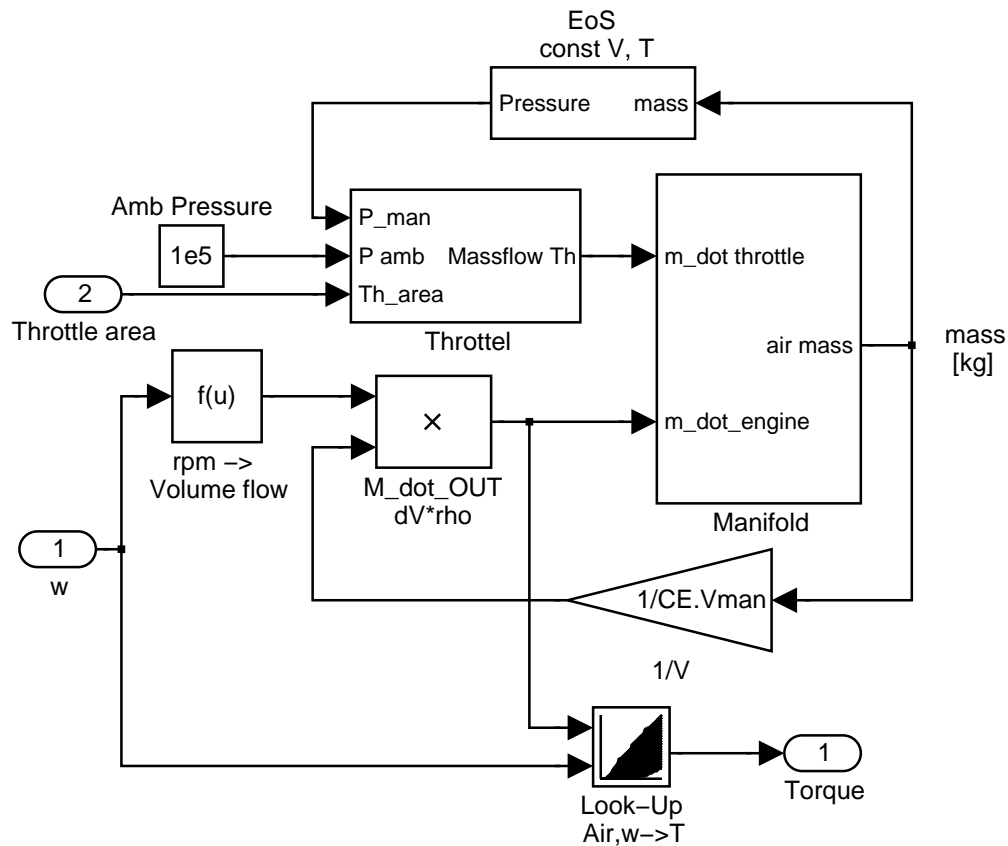 EoS
const V, T
Pressure
mass
Amb Pressure
1e5
P_man
P amb
Th_area
Massflow Th
Throttel
m_dot throttle
air mass
m_dot_engine
Manifold
mass
[kg]
2
Throttle area
f(u)
rpm −>
Volume flow
×
M_dot_OUT
dV*rho
1
w
1/CE.Vman
1/V
Look−Up
Air,w−>T
1
Torque